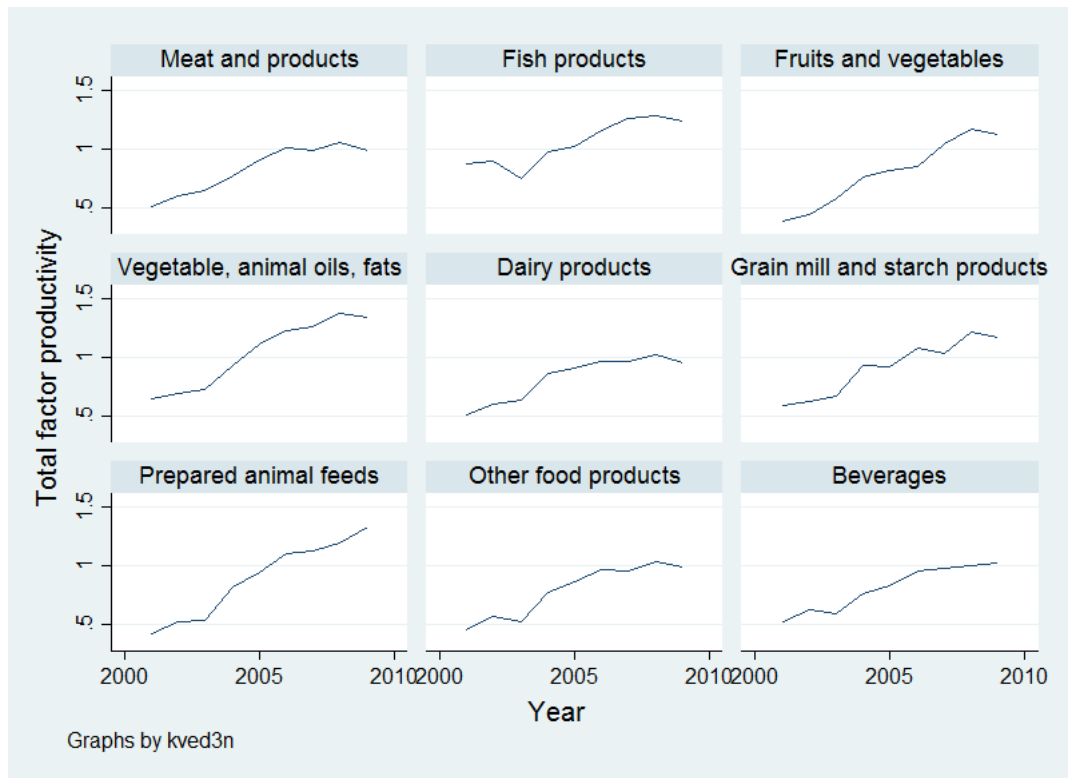 Meat and products
Fish products
Fruits and vegetables
1.5
1
.5
Vegetable, animal oils, fats
Dairy products
Grain mill and starch products
1.5
1
.5
Prepared animal feeds
Other food products
Beverages
1.5
1
.5
Total factor productivity
2000 2005 2010
2000 2005 2010
2000 2005 2010
Year
Graphs by kved3n